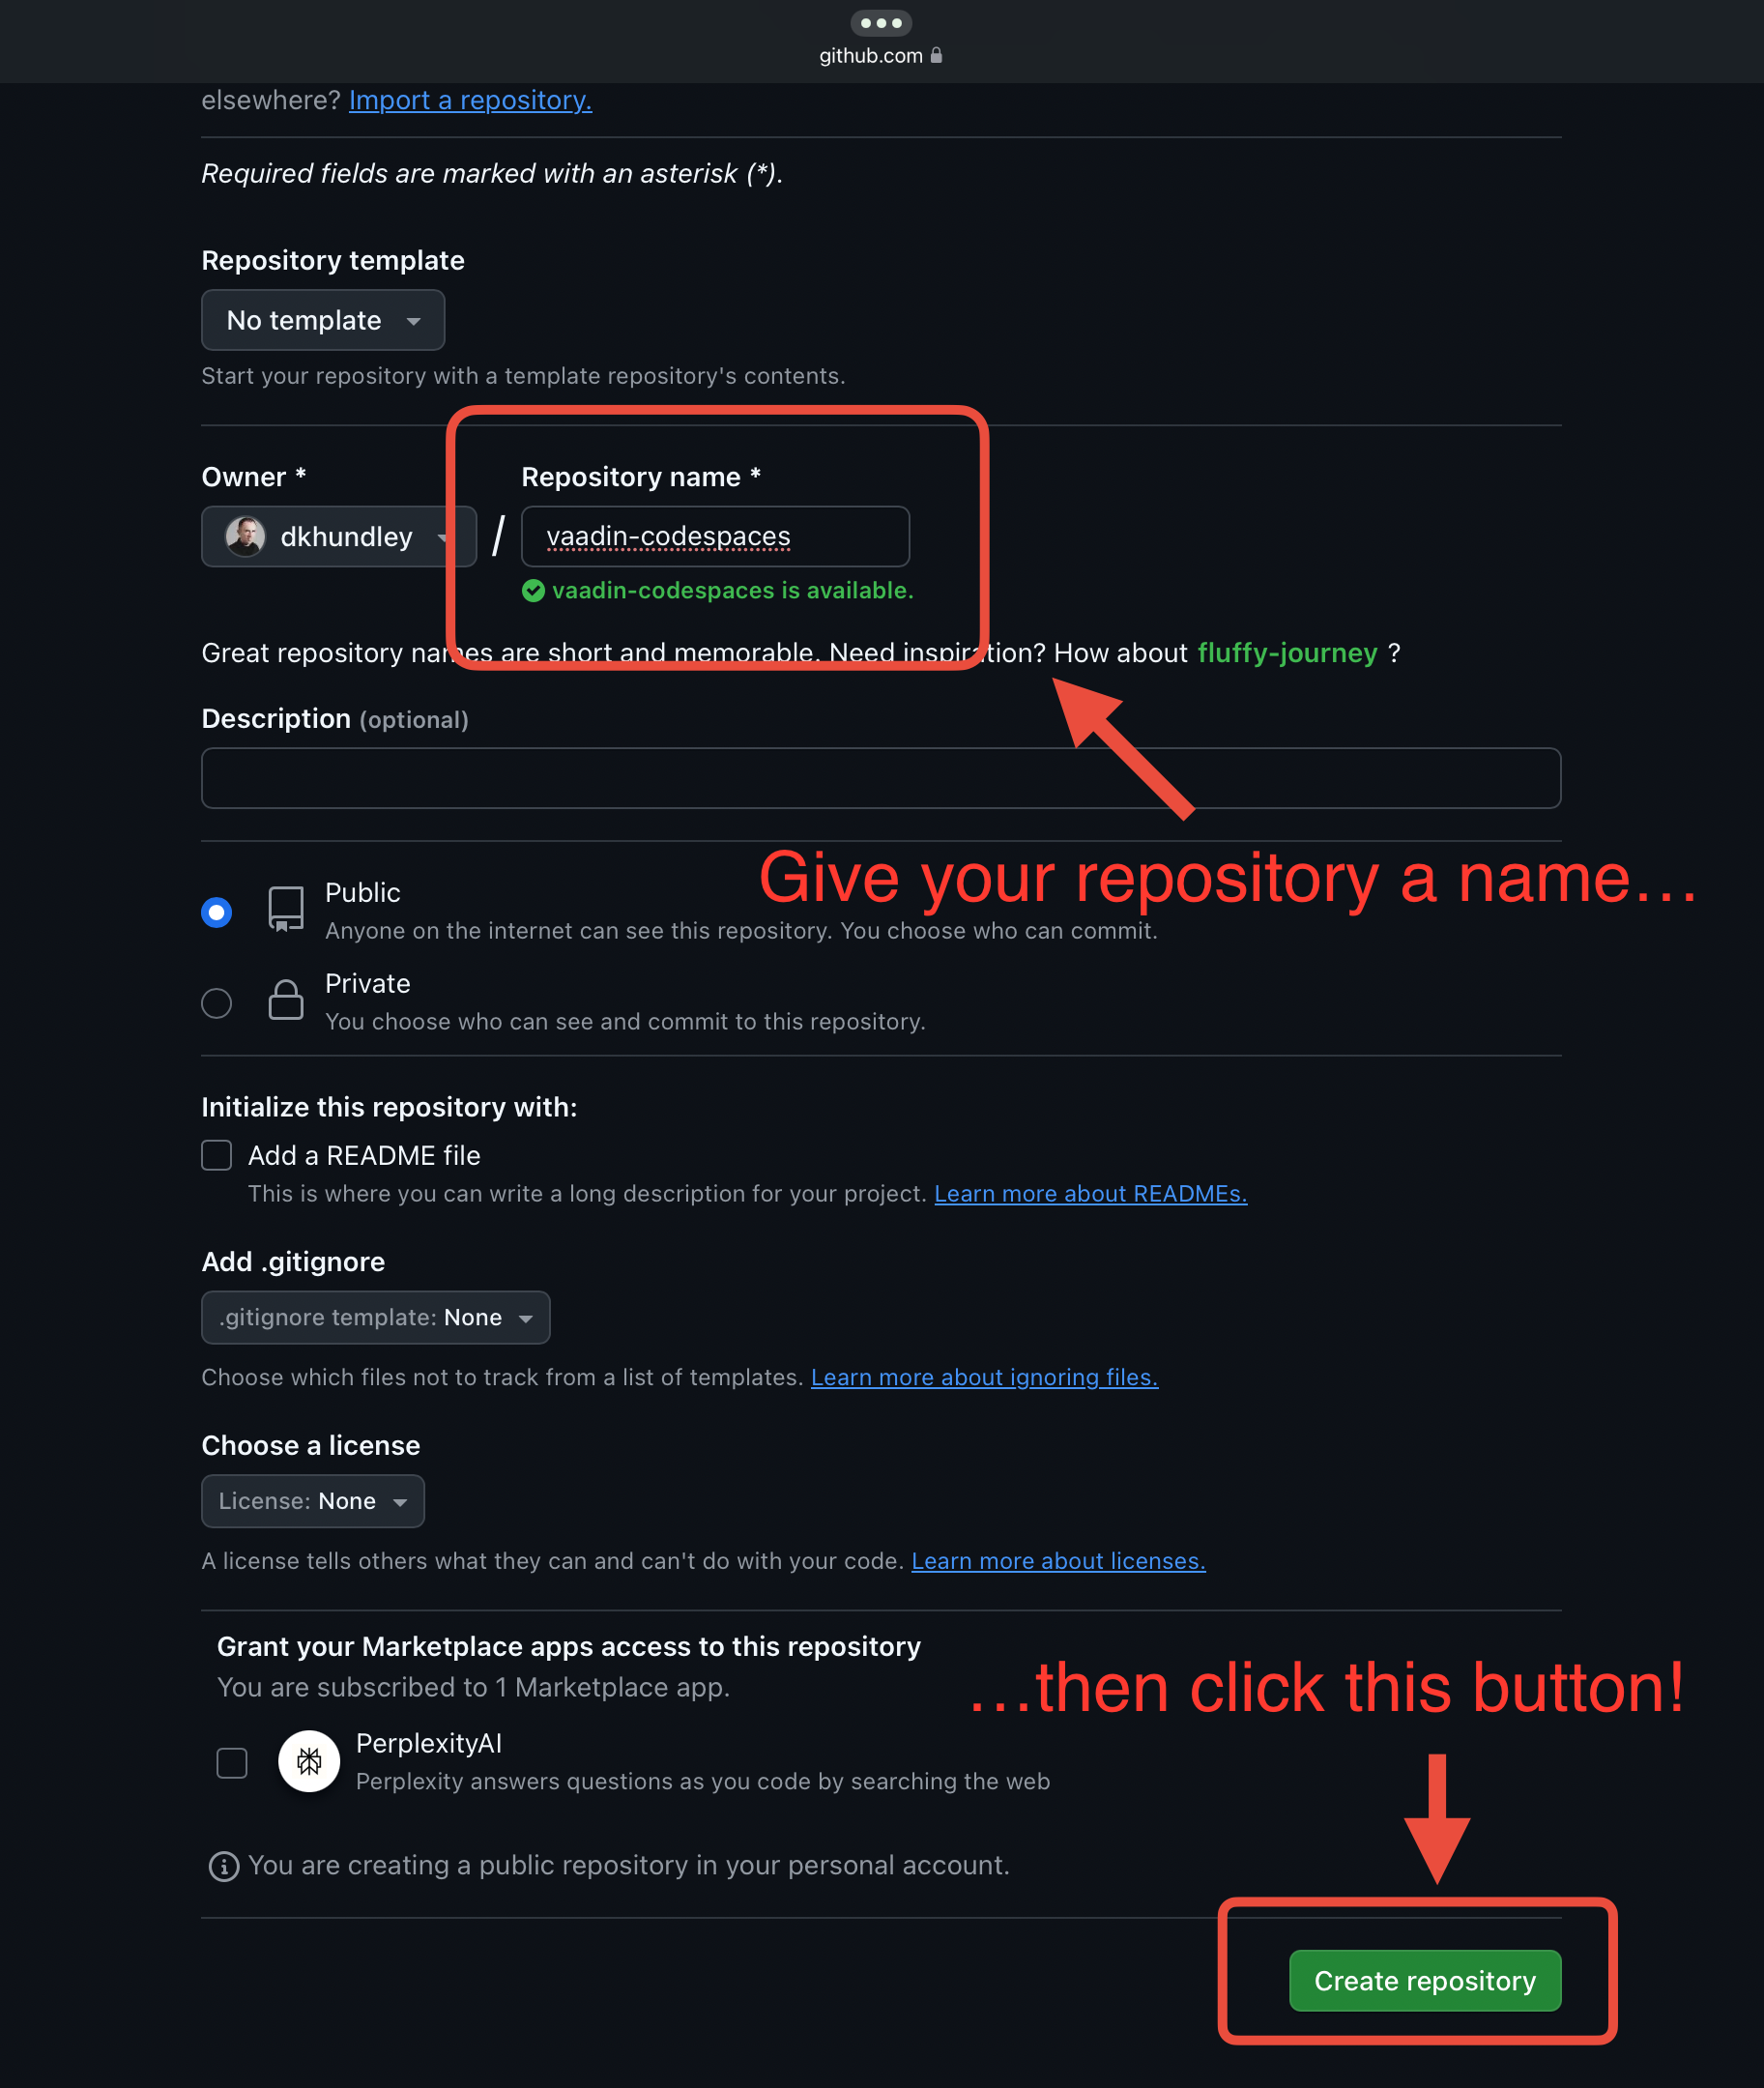 github.com
elsewhere? Import a repository.
Required fields are marked with an asterisk (*).
Repository template
No template
Start your repository with a template repository's contents.
Owner *
Repository name *
dkhundley
/
vaadin-codespaces
vaadin-codespaces is available.
Great repository names are short and memorable. Need inspiration? How about fluffy-journey ?
Description (optional)
Give your repository a name...
Public
Anyone on the internet can see this repository. You choose who can commit.
Private
You choose who can see and commit to this repository.
Initialize this repository with:
Add a README file
This is where you can write a long description for your project. Learn more about READMEs.
Add .gitignore
.gitignore template: None
Choose which files not to track from a list of templates. Learn more about ignoring files.
Choose a license
License: None
A license tells others what they can and can't do with your code. Learn more about licenses.
Grant your Marketplace apps access to this repository
You are subscribed to 1 Marketplace app.
...then click this button!
PerplexityAI
Perplexity answers questions as you code by searching the web
You are creating a public repository in your personal account.
Create repository